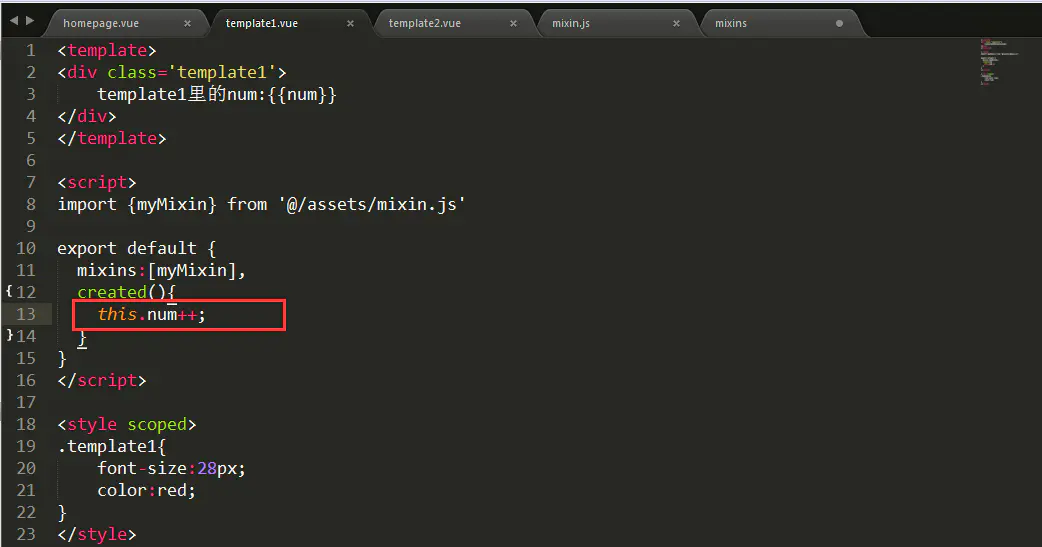 homepage.vue × template1.vue × template2.vue × mixin.js × mixins
1 <template>
2 <div class='template1'>
3 template1里的num:{{num}}
4 </div>
5 </template>
6
7 <script>
8 import {myMixin} from '@/assets/mixin.js'
9
10 export default {
11 mixins:[myMixin],
{12 created(){
13 this.num++;
}14 }
15 }
16 </script>
17
18 <style scoped>
19 .template1{
20 font-size:28px;
21 color:red;
22 }
23 </style>